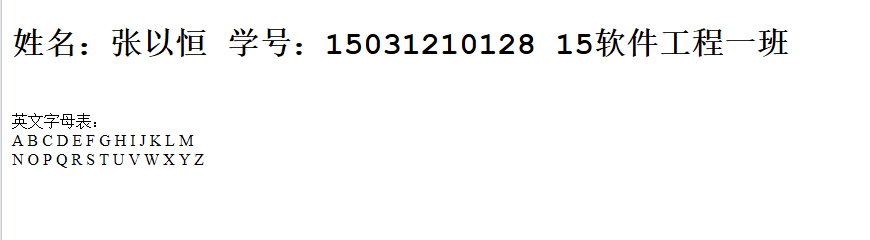 姓名：张以恒 学号：15031210128 15软件工程一班
英文字母表：
A B C D E F G H I J K L M
N O P Q R S T U V W X Y Z